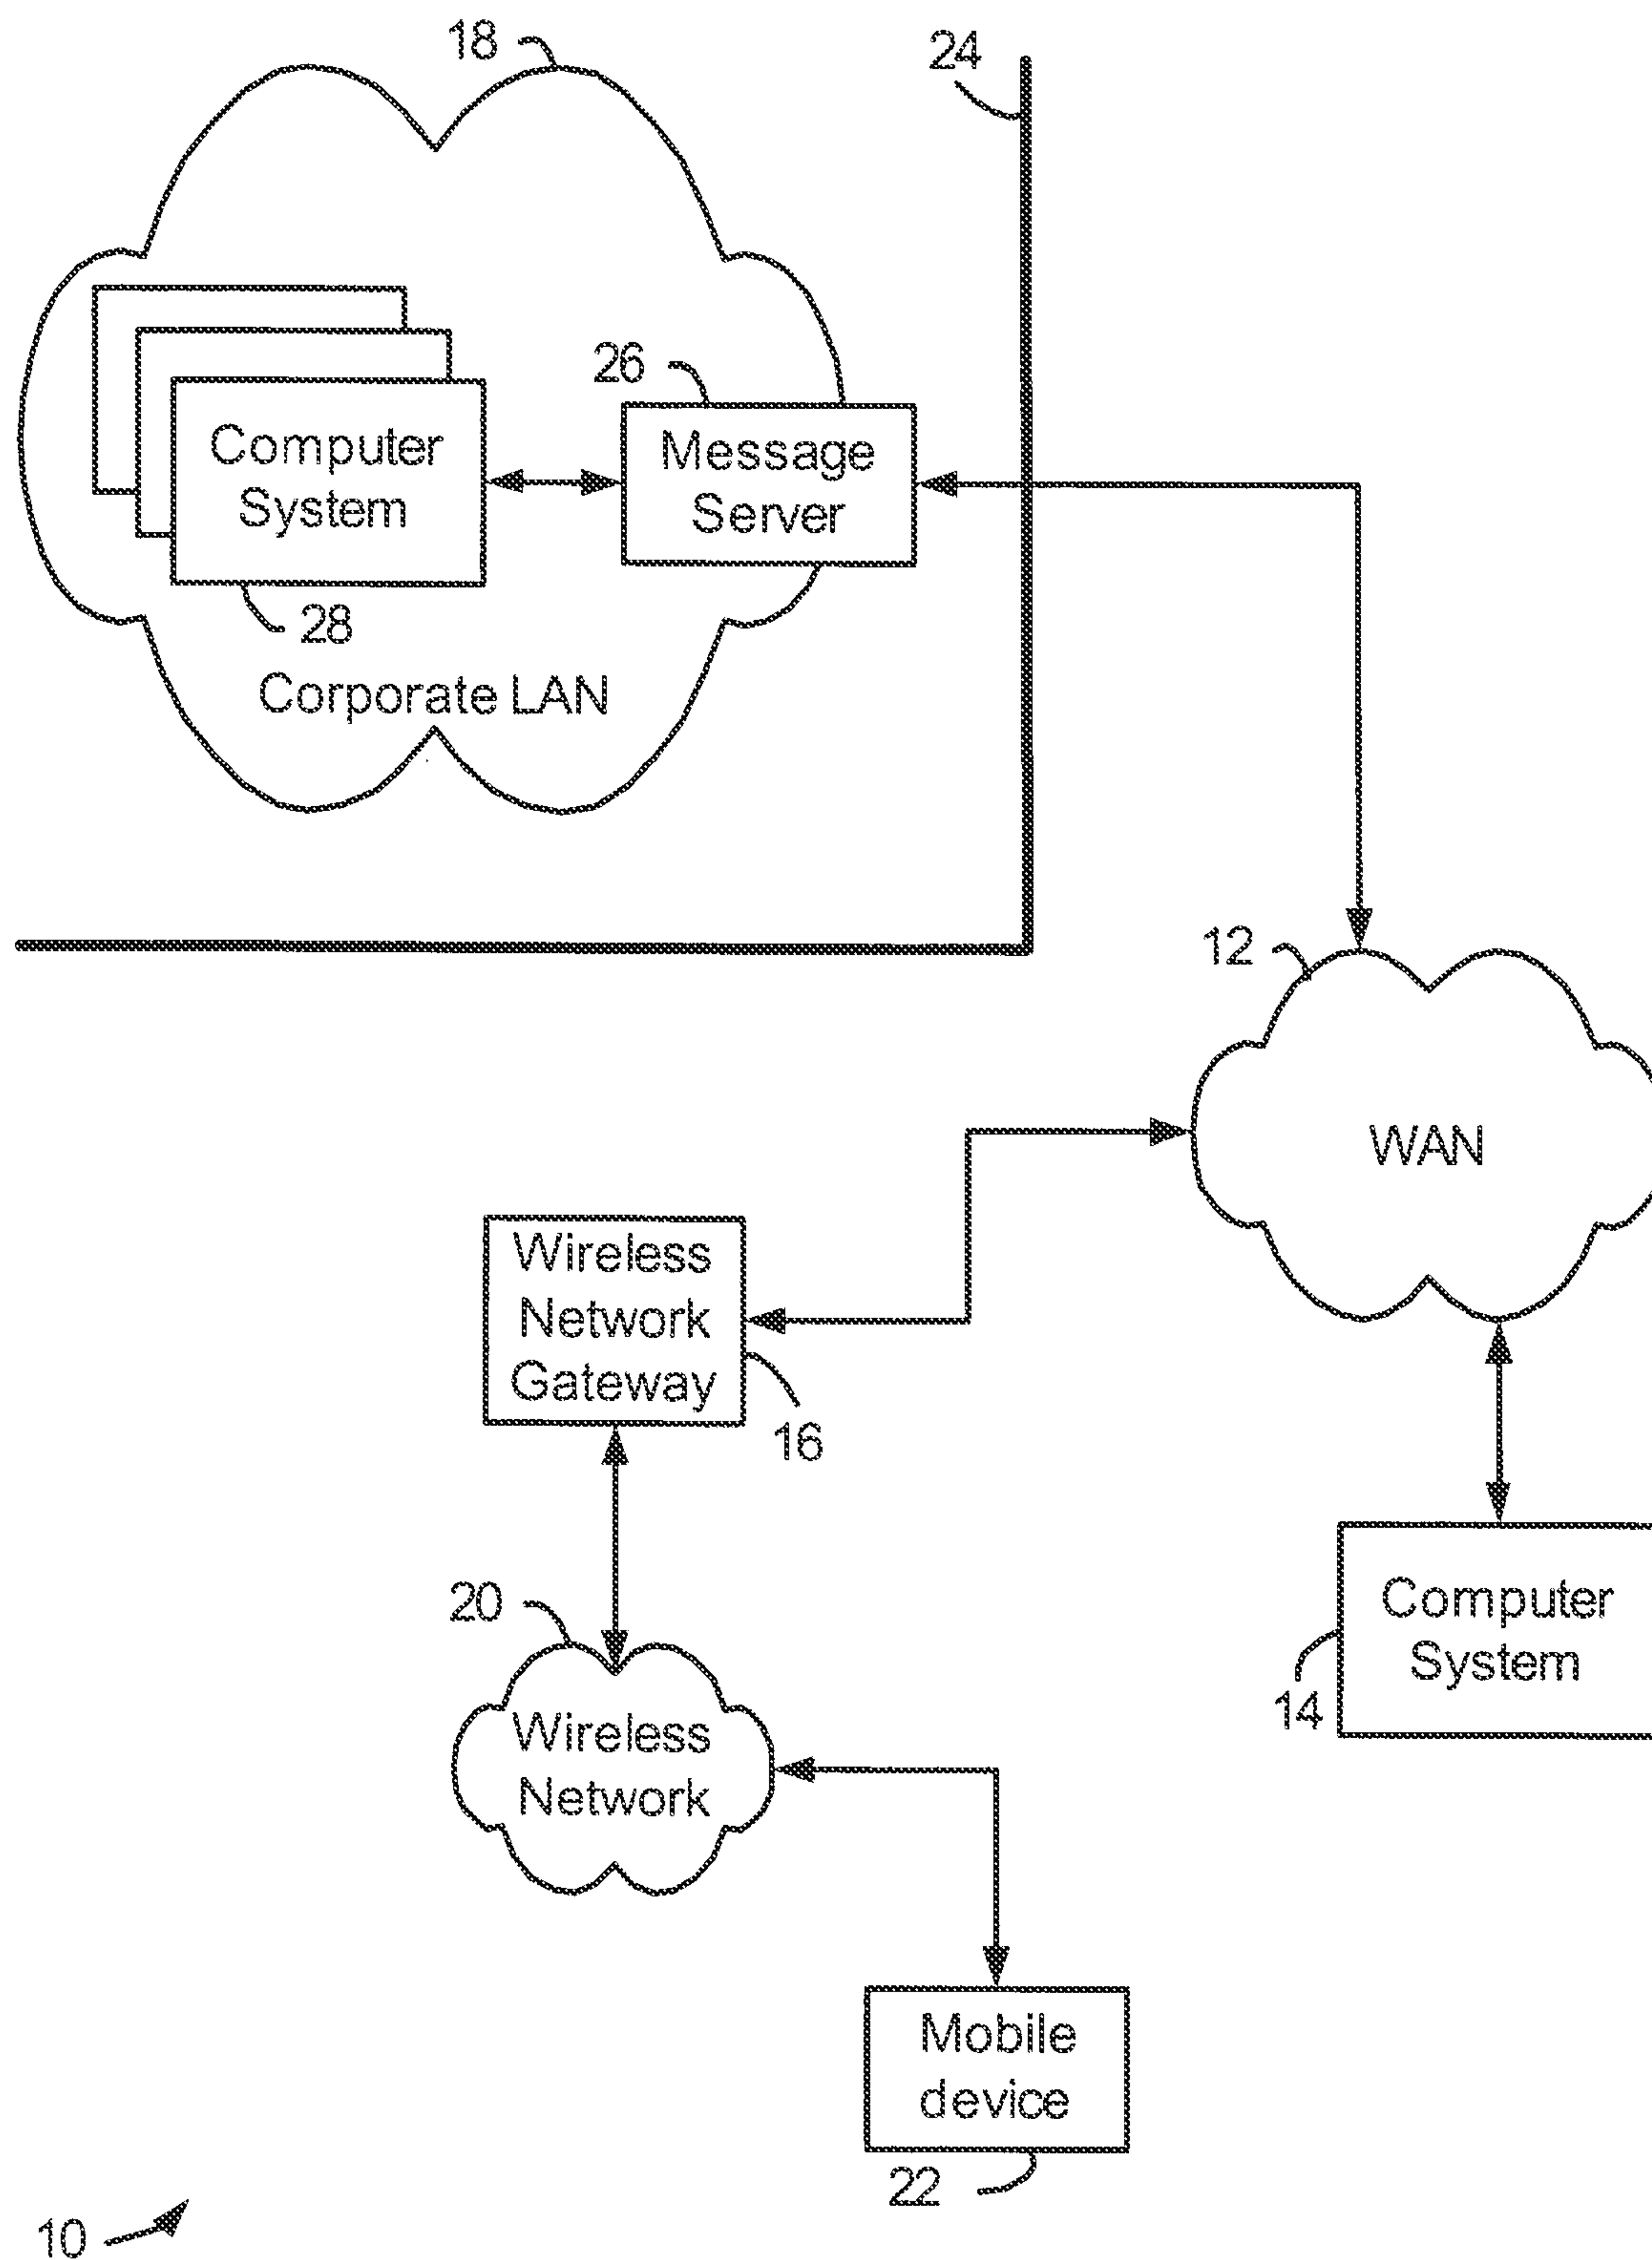 18
24
26
Computer
System
Message
Server
28
Corporate LAN
12
WAN
Wireless
Network
Gateway
16
20
Computer
System
14
Wireless
Network
Mobile
device
22
10